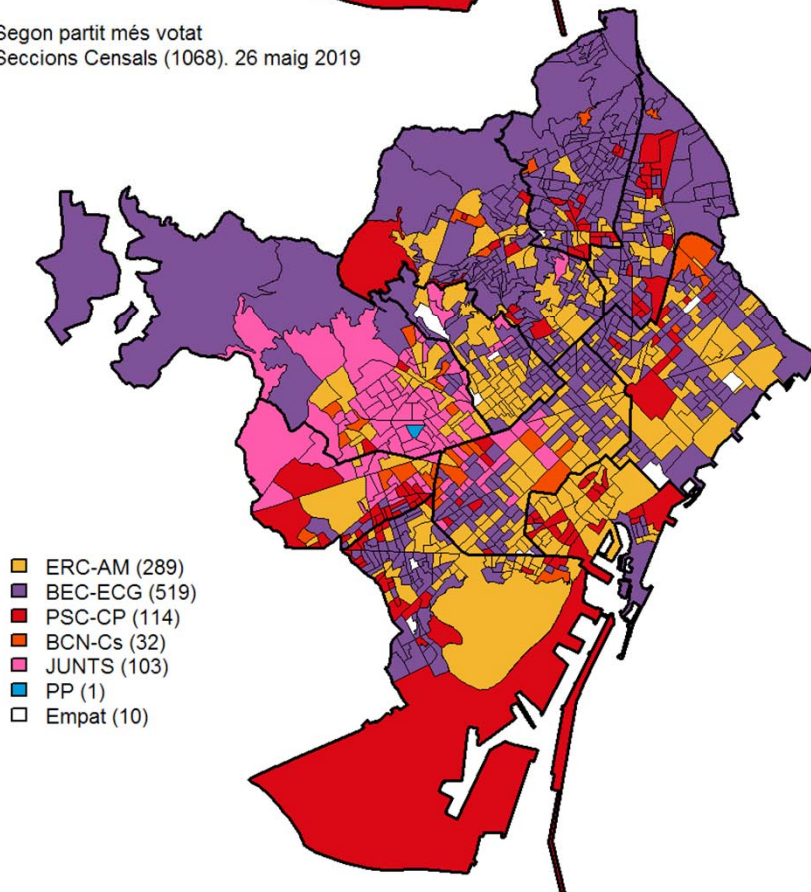 Segon partit més votat
Seccions Censals (1068). 26 maig 2019
ERC-AM (289)
BEC-ECG (519)
PSC-CP (114)
BCN-Cs (32)
JUNTS (103)
PP (1)
Empat (10)